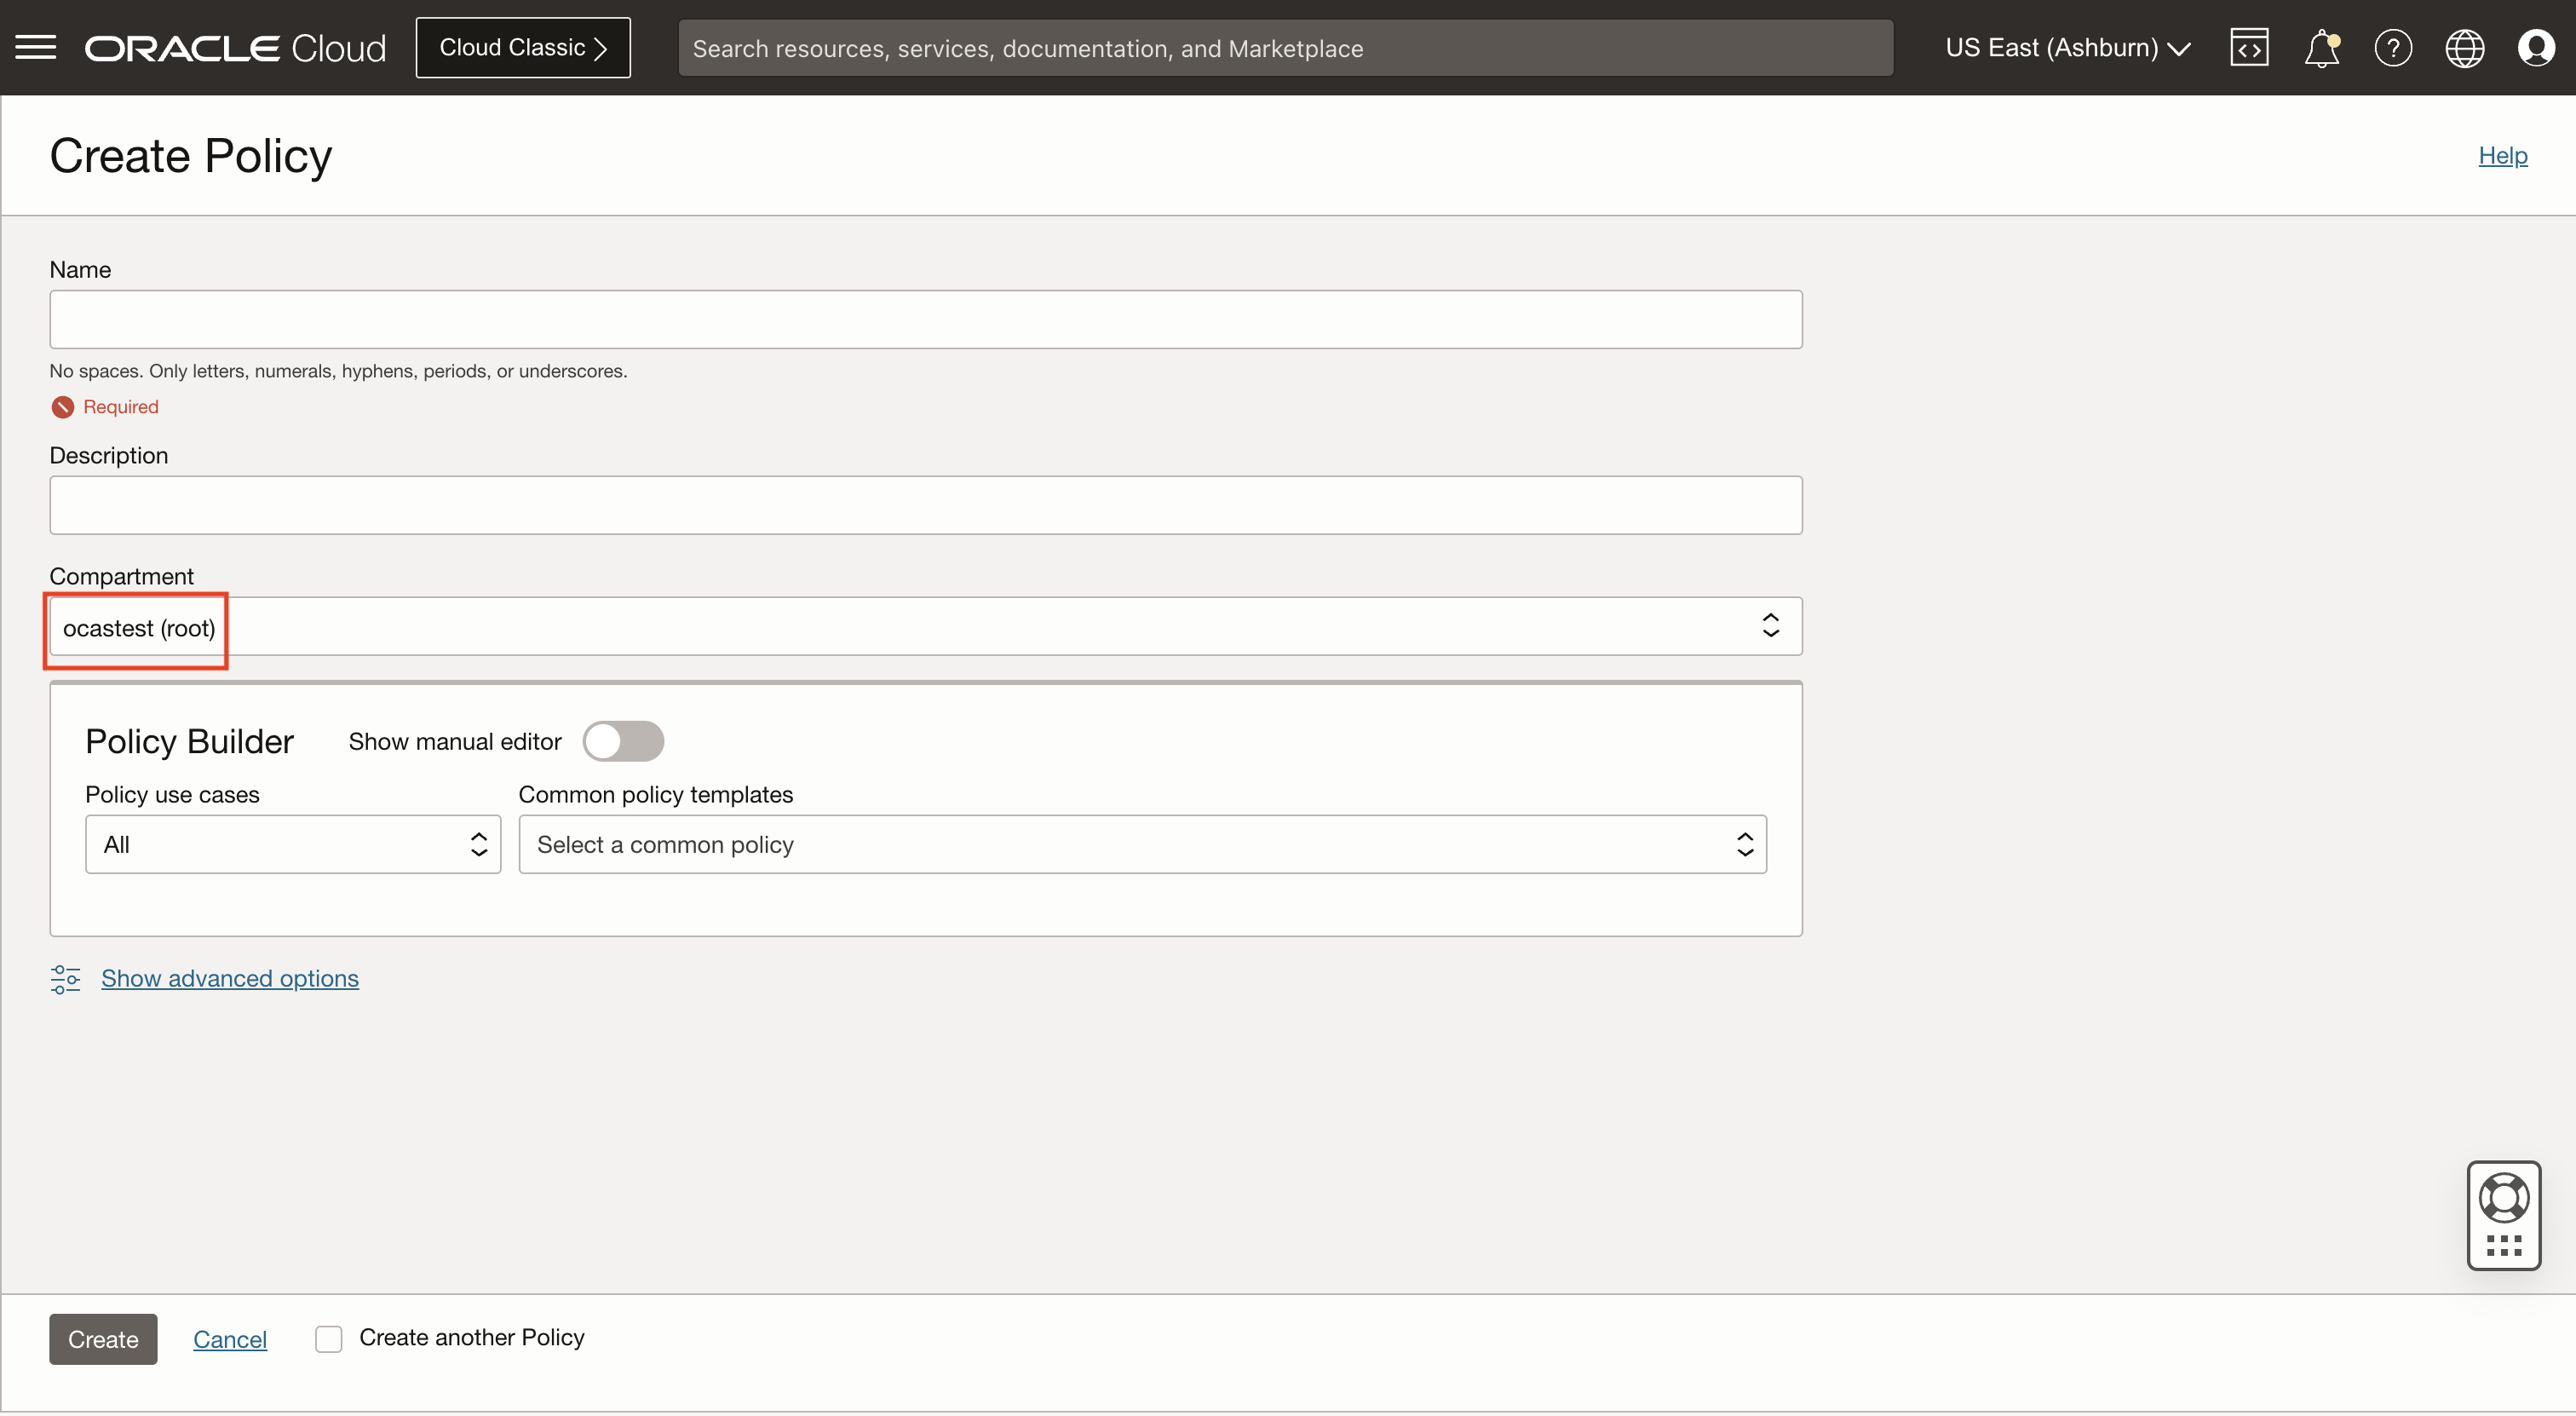 ORACLE Cloud
Cloud Classic
Search resources, services, documentation, and Marketplace
US East (Ashburn)
?
Create Policy
Help
Name
No spaces. Only letters, numerals, hyphens, periods, or underscores.
Required
Description
Compartment
ocastest (root)
Policy Builder
Show manual editor
Policy use cases
Common policy templates
All
Select a common policy
Show advanced options
Create
Cancel
Create another Policy